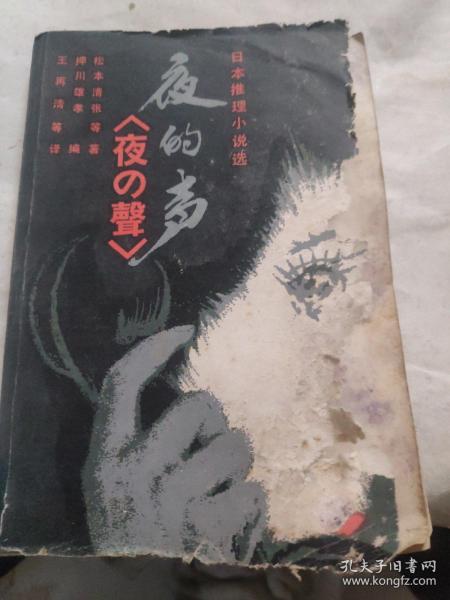 日本推理小说选
夜的声
〈夜の聲〉
松本清张等著
押川雄孝编
王再清等译
孔夫子旧书网
www.kongfz.com